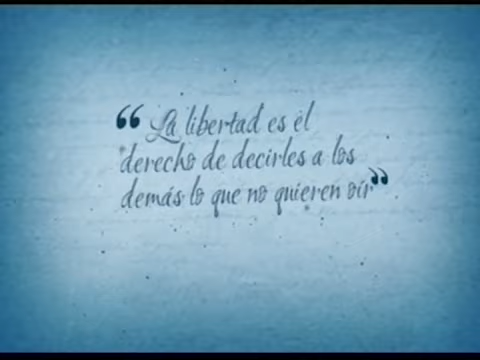 “La libertad es el
derecho de decirles a los
demás lo que no quieren oír”